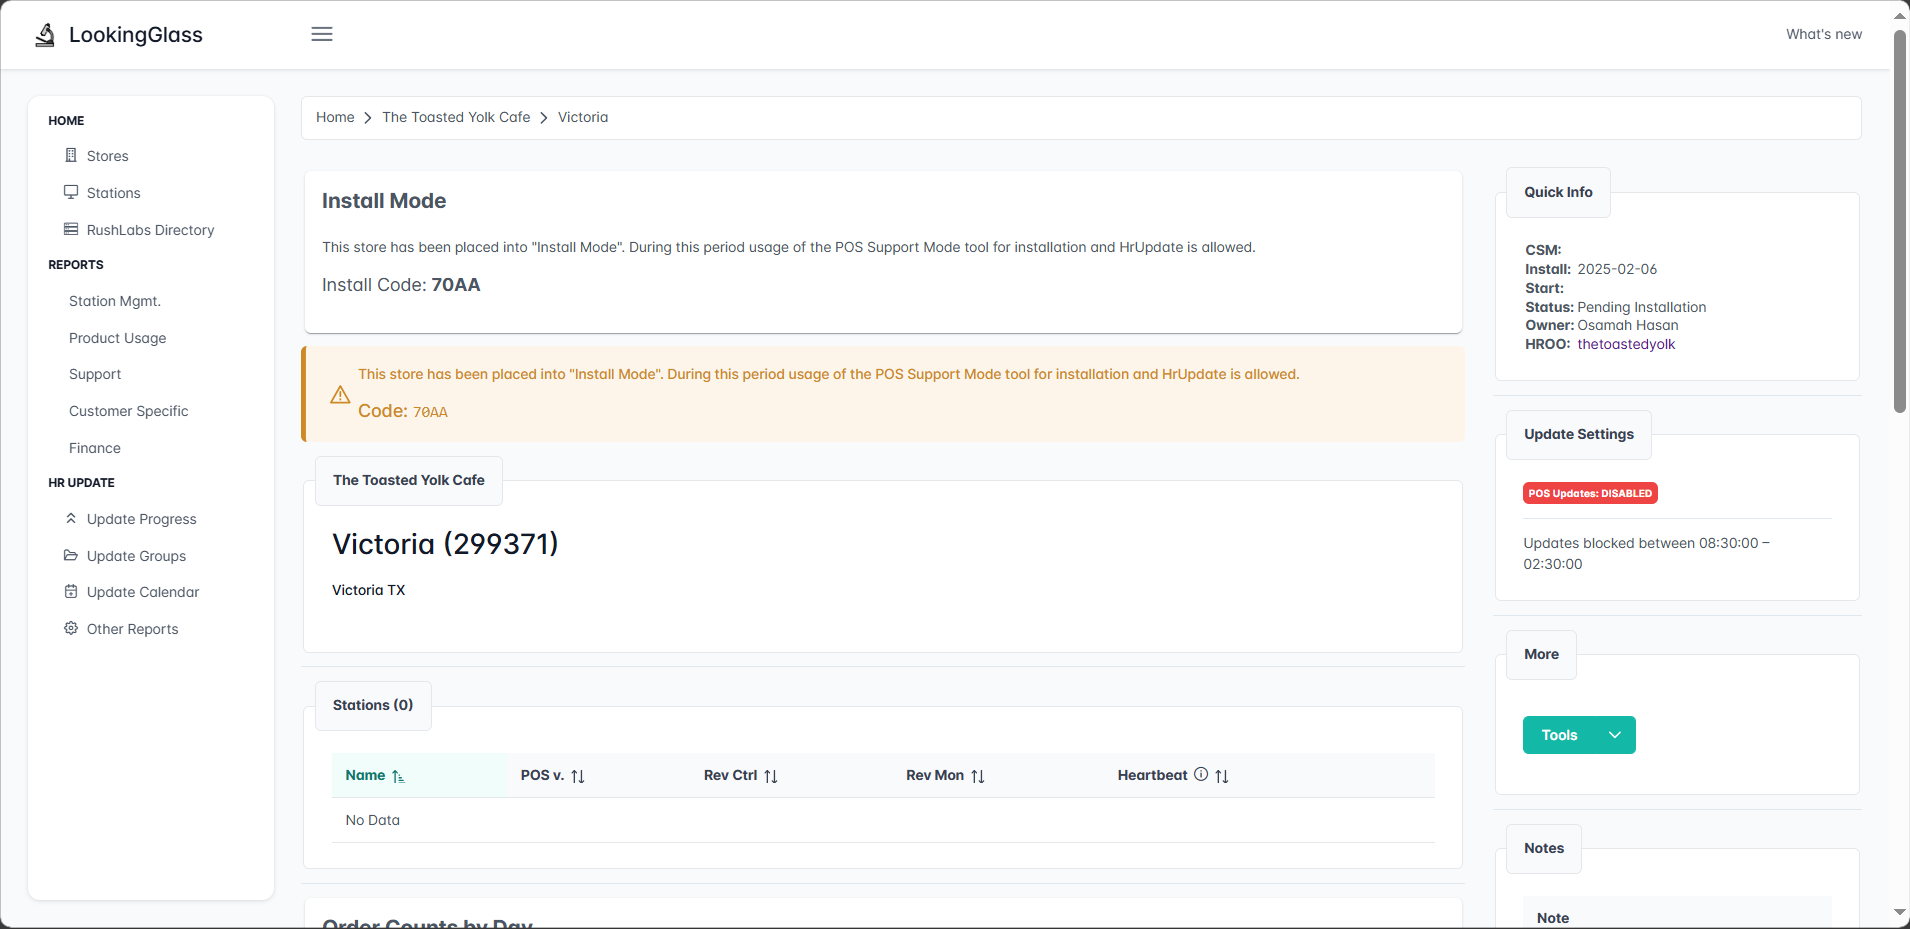 LookingGlass
What's new
HOME
Stores
Stations
RushLabs Directory
REPORTS
Station Mgmt.
Product Usage
Support
Customer Specific
Finance
HR UPDATE
Update Progress
Update Groups
Update Calendar
Other Reports
Home > The Toasted Yolk Cafe > Victoria
Install Mode
This store has been placed into "Install Mode". During this period usage of the POS Support Mode tool for installation and HrUpdate is allowed.
Install Code: 70AA
This store has been placed into "Install Mode". During this period usage of the POS Support Mode tool for installation and HrUpdate is allowed.
Code: 70AA
The Toasted Yolk Cafe
Victoria (299371)
Victoria TX
Stations (0)
Name POS v. Rev Ctrl Rev Mon Heartbeat
No Data
Order Counts by Day
Quick Info
CSM:
Install: 2025-02-06
Start:
Status: Pending Installation
Owner: Osamah Hasan
HROO: thetoastedyolk
Update Settings
POS Updates: DISABLED
Updates blocked between 08:30:00 –
02:30:00
More
Tools
Notes
Note